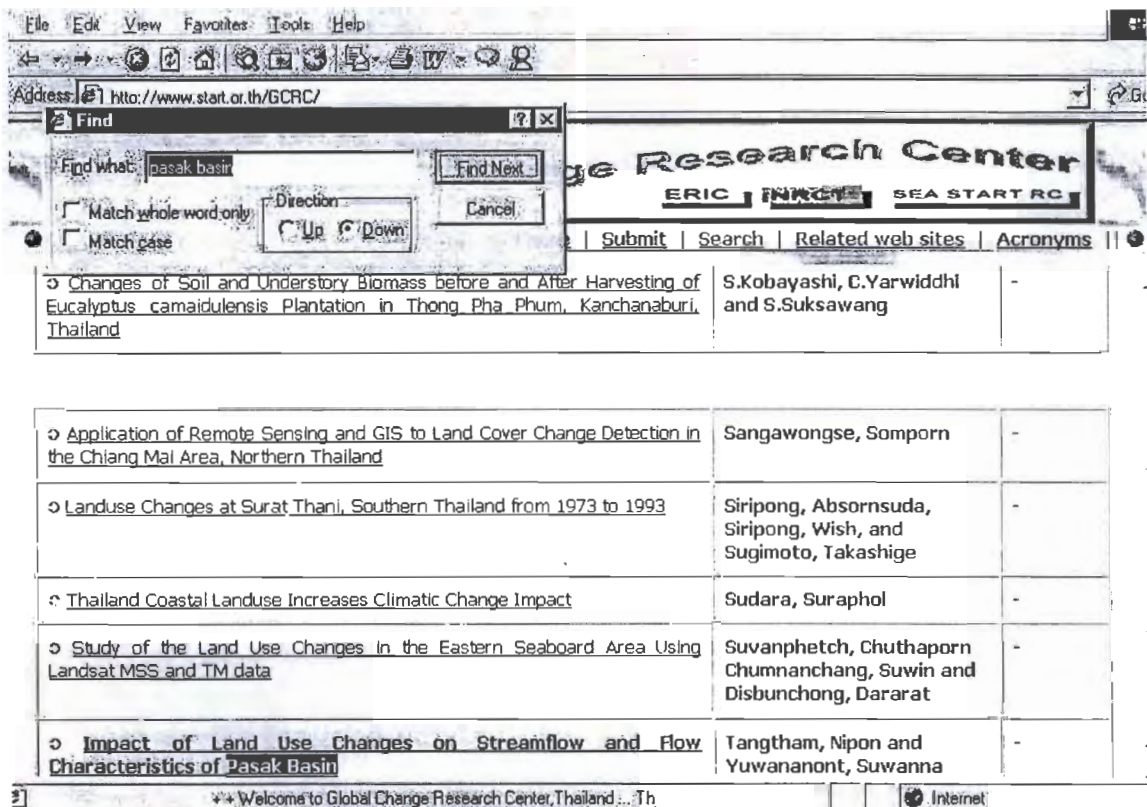 File Edit View Favorites Tools Help
Address http://www.start.or.th/GCRC/
Find
Find what: pasak basin
Find Next
Match whole word only
Match case
Direction
Up Down
Cancel
ge Research Center
ERIC NRCT SEA START RC
| Submit | Search | Related web sites | Acronyms ||
Changes of Soil and Understory Biomass before and After Harvesting of
Eucalyptus camaidulensis Plantation in Thong Pha Phum, Kanchanaburi,
Thailand
S.Kobayashi, C.Yarwiddhi
and S.Suksawang
-
Application of Remote Sensing and GIS to Land Cover Change Detection in
the Chiang Mai Area, Northern Thailand
Sangawongse, Somporn
-
Landuse Changes at Surat Thani, Southern Thailand from 1973 to 1993
Siripong, Absornsuda,
Siripong, Wish, and
Sugimoto, Takashige
-
Thailand Coastal Landuse Increases Climatic Change Impact
Sudara, Suraphol
-
Study of the Land Use Changes in the Eastern Seaboard Area Using
Landsat MSS and TM data
Suvanphetch, Chuthaporn
Chumnanchang, Suwin and
Disbunchong, Dararat
-
Impact of Land Use Changes on Streamflow and Flow
Characteristics of Pasak Basin
Tangtham, Nipon and
Yuwananont, Suwanna
-
++ Welcome to Global Change Research Center,Thailand ... Th
Internet